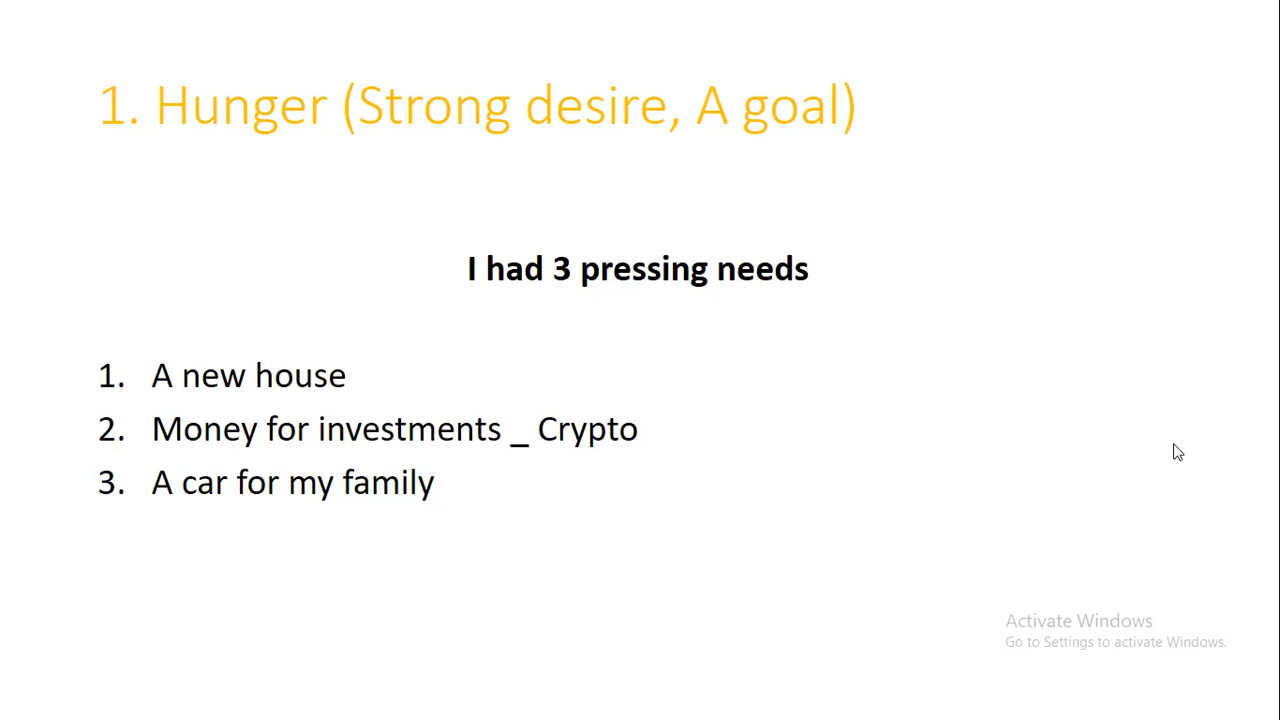 1. Hunger (Strong desire, A goal)
I had 3 pressing needs
1. A new house
2. Money for investments _ Crypto
3. A car for my family
Activate Windows
Go to Settings to activate Windows.